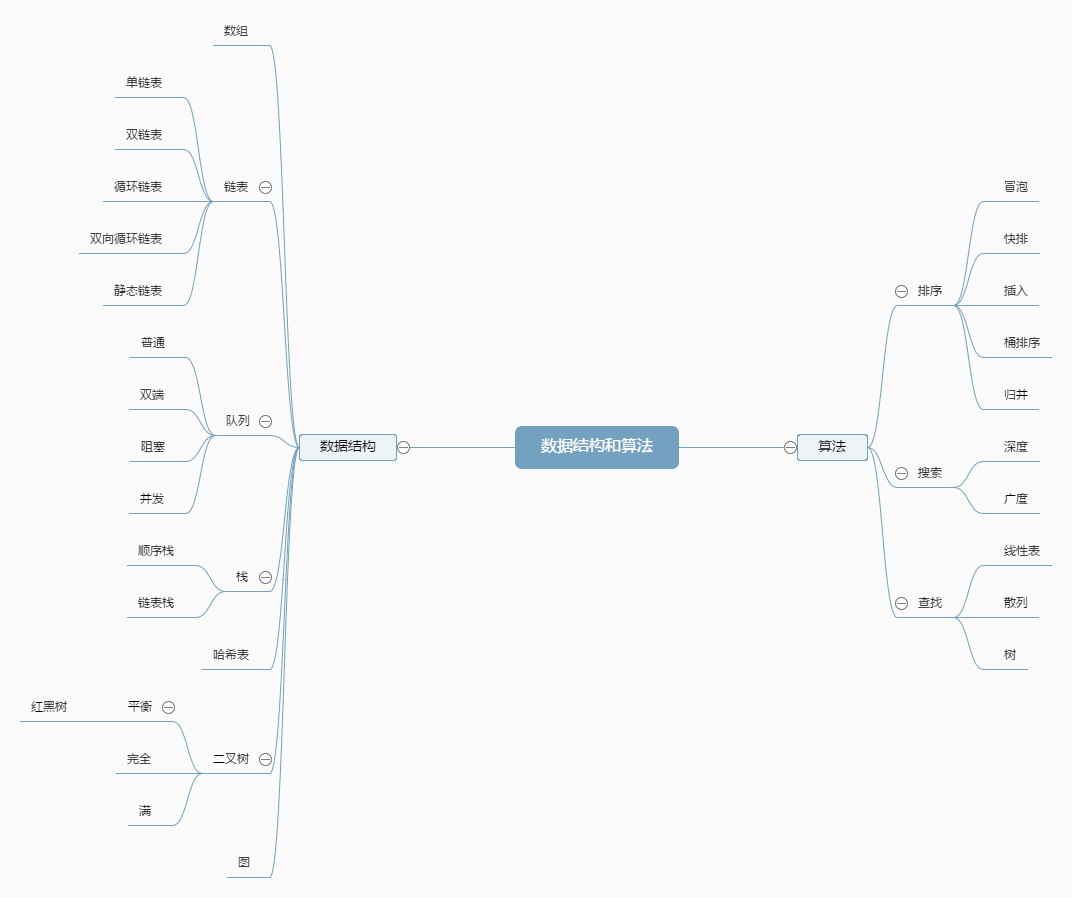 数据结构和算法
数据结构
数组
链表
单链表
双链表
循环链表
双向循环链表
静态链表
队列
普通
双端
阻塞
并发
栈
顺序栈
链表栈
哈希表
二叉树
平衡
红黑树
完全
满
图
算法
排序
冒泡
快排
插入
桶排序
归并
搜索
深度
广度
查找
线性表
散列
树